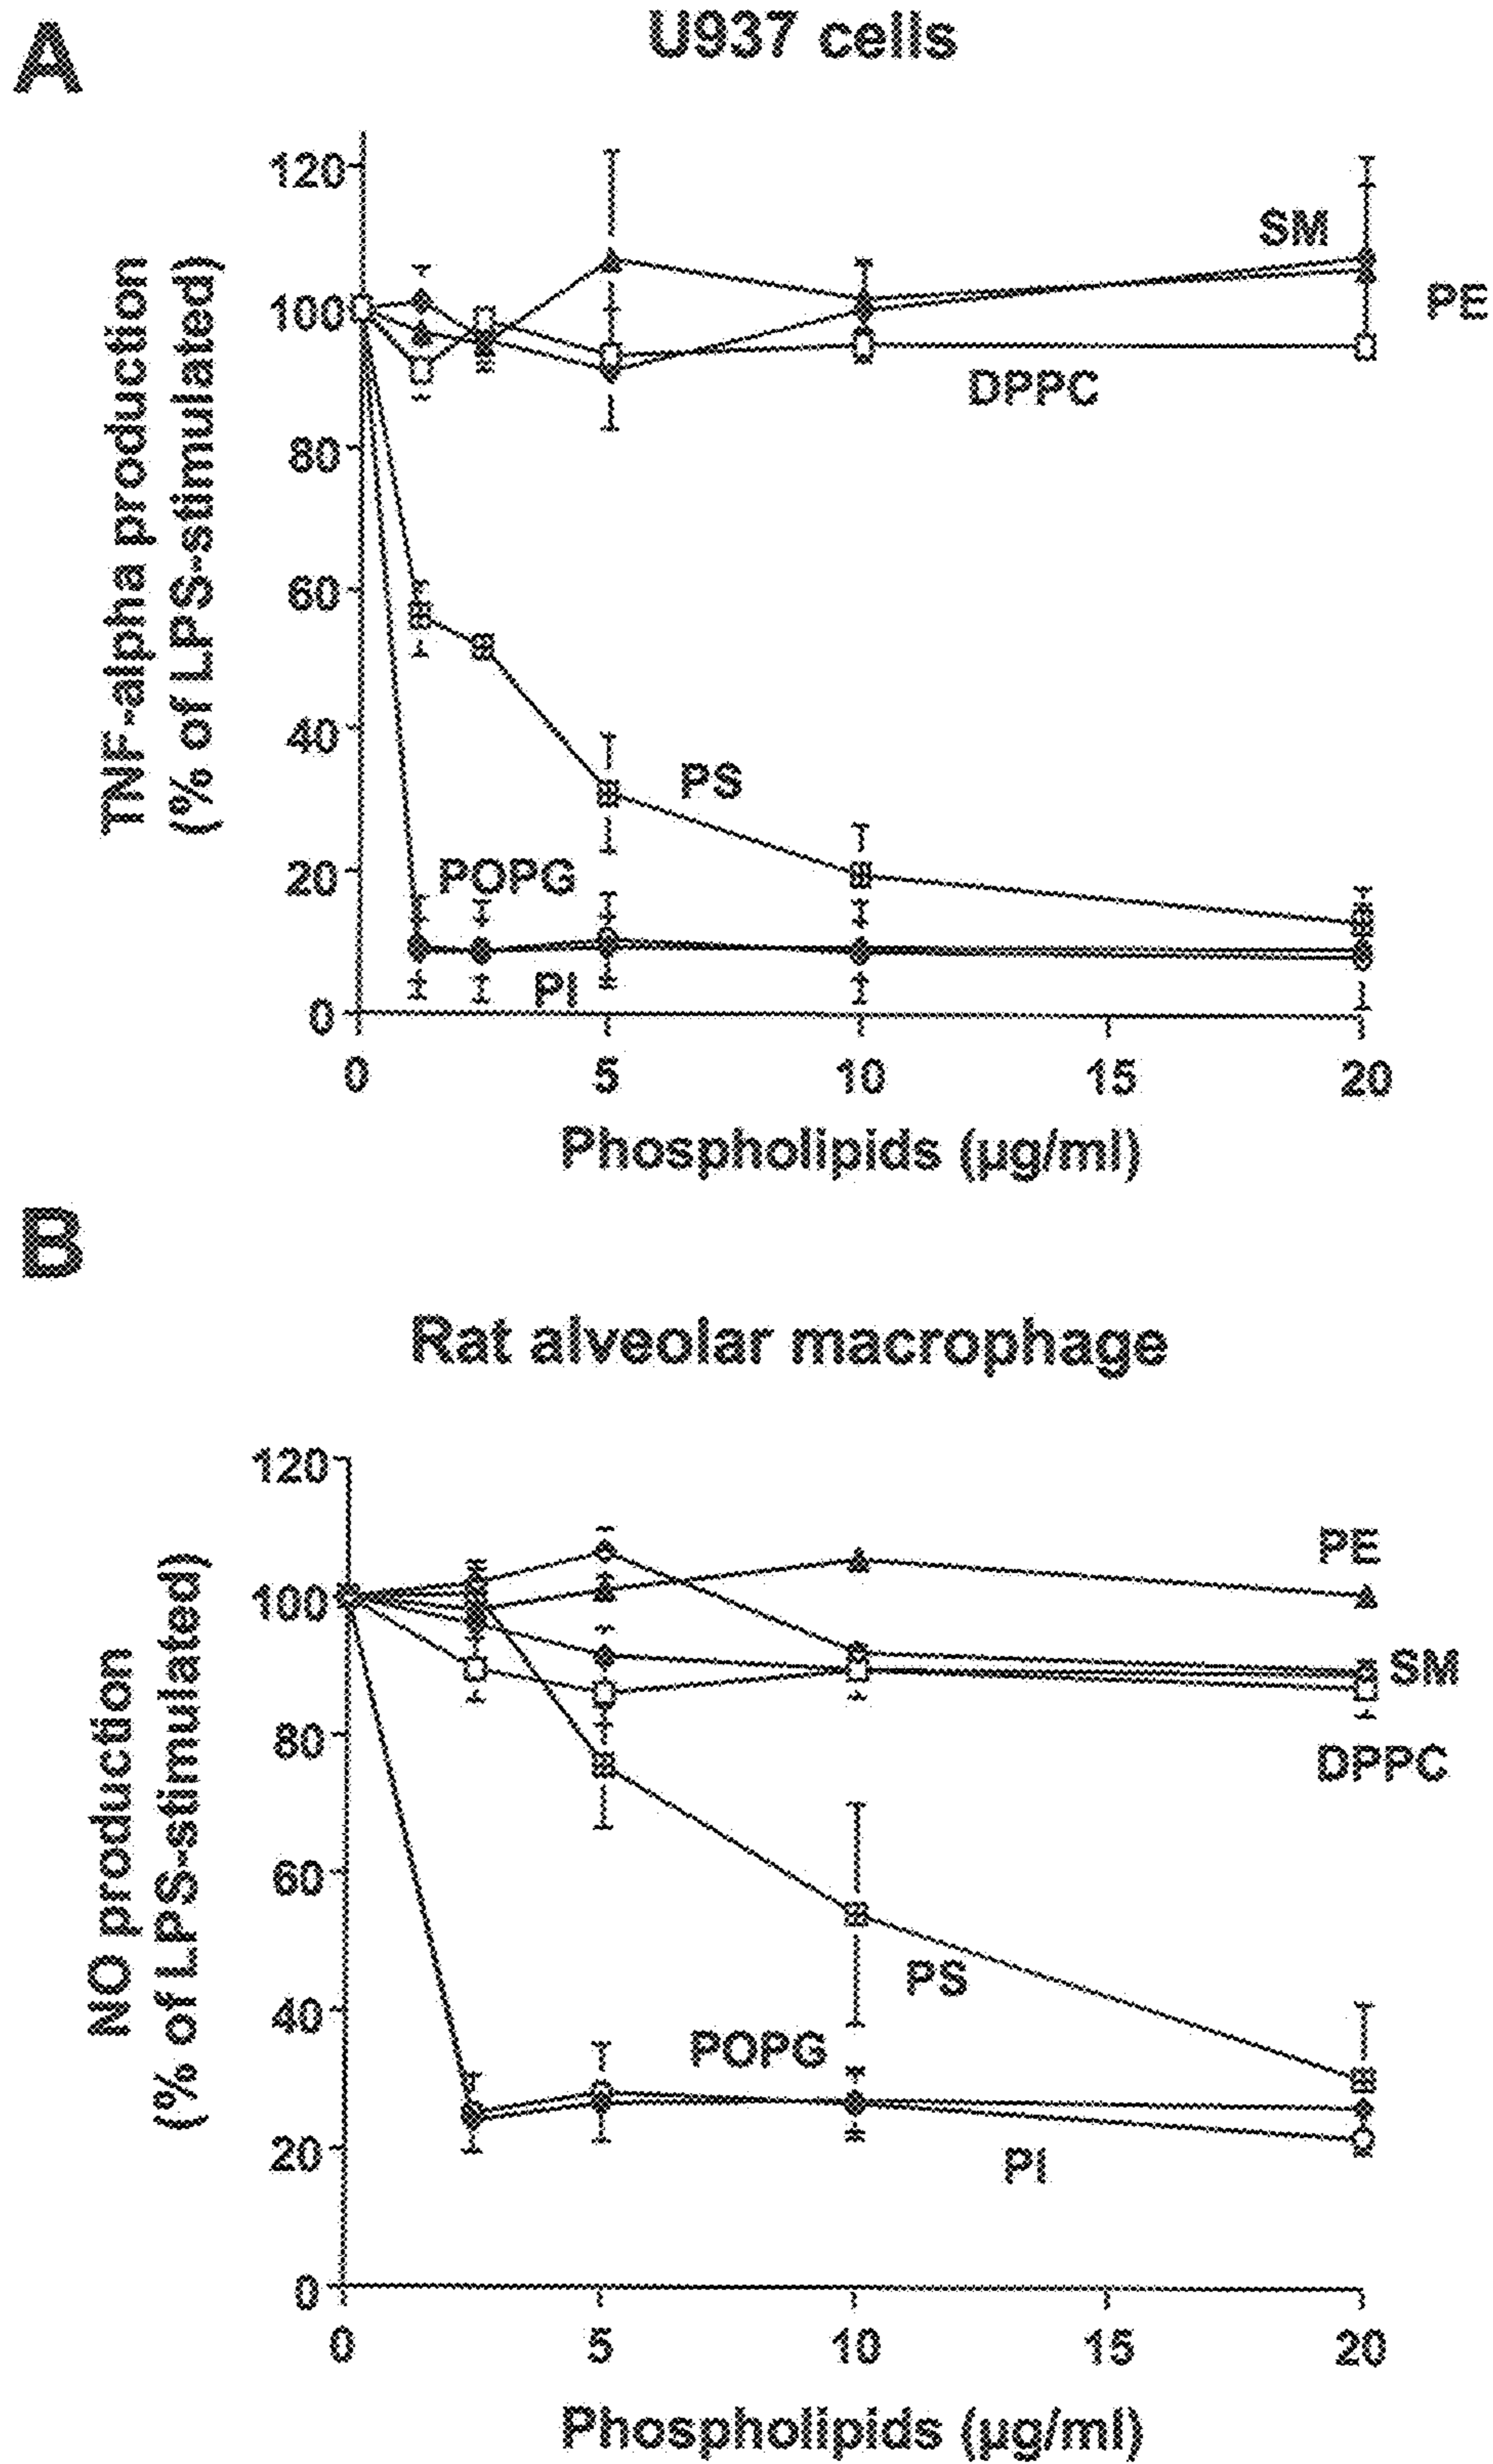 A
U937 cells
TNF-alpha production
(% of LPS-stimulated)
120
100
80
60
40
20
0
SM
PE
DPPC
PS
POPG
PI
0 5 10 15 20
Phospholipids (µg/ml)
B
Rat alveolar macrophage
NO production
(% of LPS-stimulated)
120
100
80
60
40
20
0
PE
SM
DPPC
PS
POPG
PI
0 5 10 15 20
Phospholipids (µg/ml)